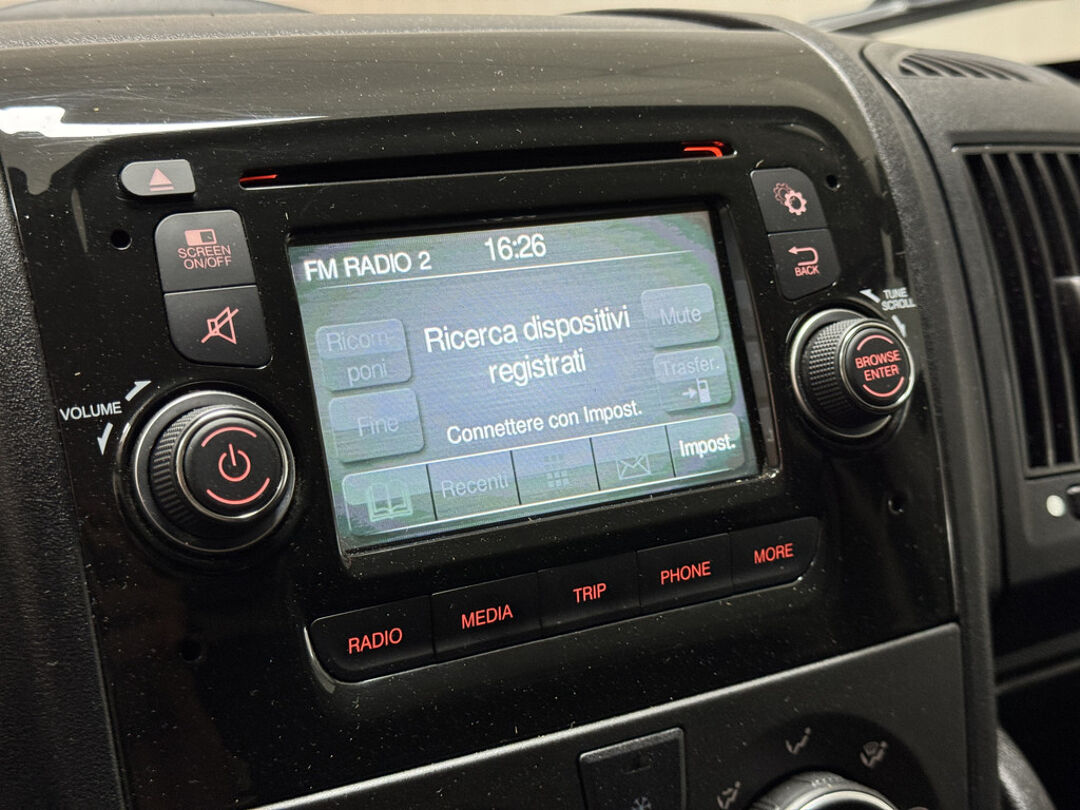 SCREEN
ON/OFF
VOLUME
FM RADIO 2
16:26
Ricom-
poni
Fine
Ricerca dispositivi
registrati
Connettere con Impost.
Mute
Trasfer.
Recenti
Impost.
BACK
TUNE
SCROLL
BROWSE
ENTER
RADIO
MEDIA
TRIP
PHONE
MORE